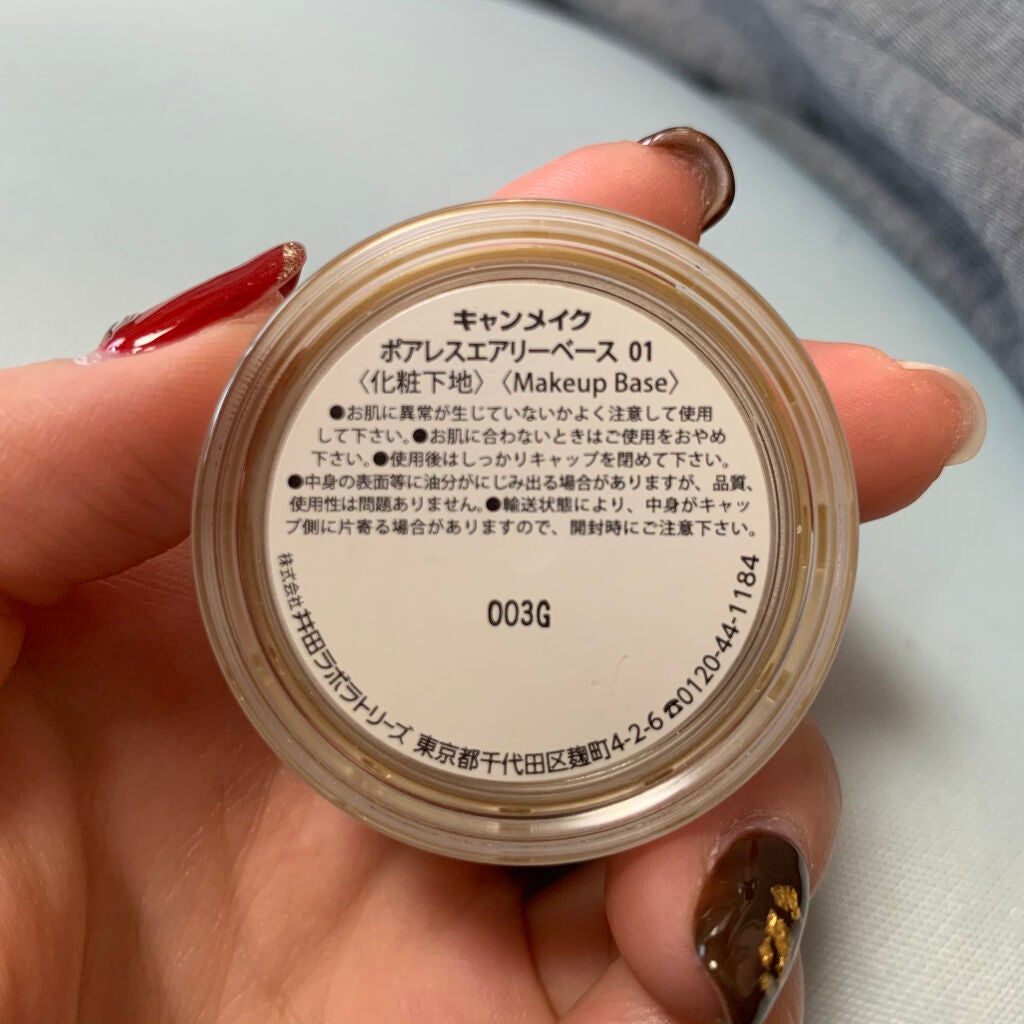 キャンメイク
ポアレスエアリーベース 01
〈化粧下地〉〈Makeup Base〉
●お肌に異常が生じていないかよく注意して使用
して下さい。●お肌に合わないときはご使用をおやめ
下さい。●使用後はしっかりキャップを閉めて下さい。
●中身の表面等に油分がにじみ出る場合がありますが、品質、
使用性は問題ありません。●輸送状態により、中身がキャッ
プ側に片寄る場合がありますので、開封時にご注意下さい。
003G
株式会社 井田ラボラトリーズ 東京都千代田区麹町4-2-6 ☎0120-44-1184